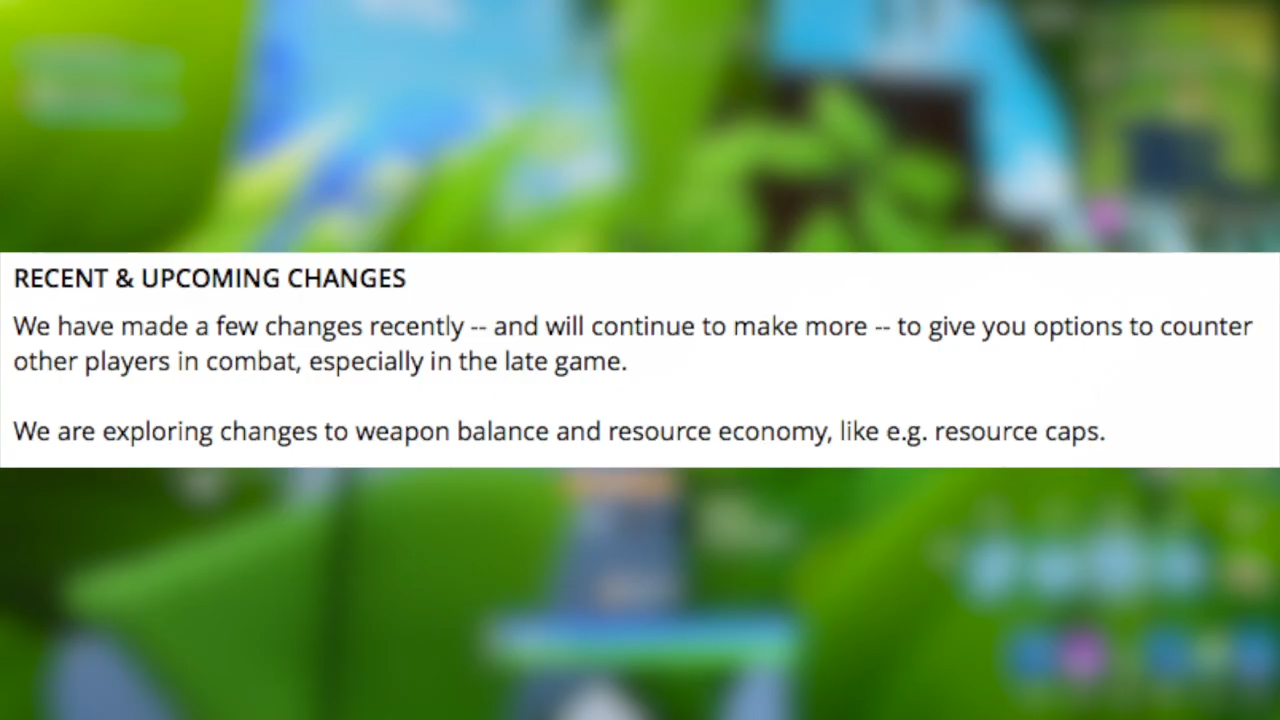 RECENT & UPCOMING CHANGES
We have made a few changes recently -- and will continue to make more -- to give you options to counter
other players in combat, especially in the late game.
We are exploring changes to weapon balance and resource economy, like e.g. resource caps.